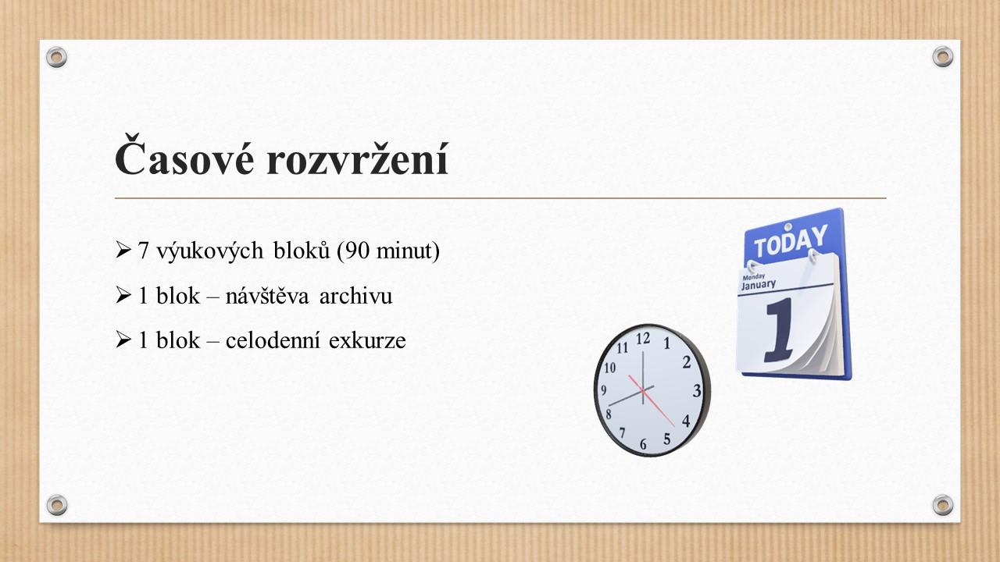 Časové rozvržení
7 výukových bloků (90 minut)
1 blok – návštěva archivu
1 blok – celodenní exkurze
TODAY
Monday
January
1
12
1
2
3
4
5
6
7
8
9
10
11